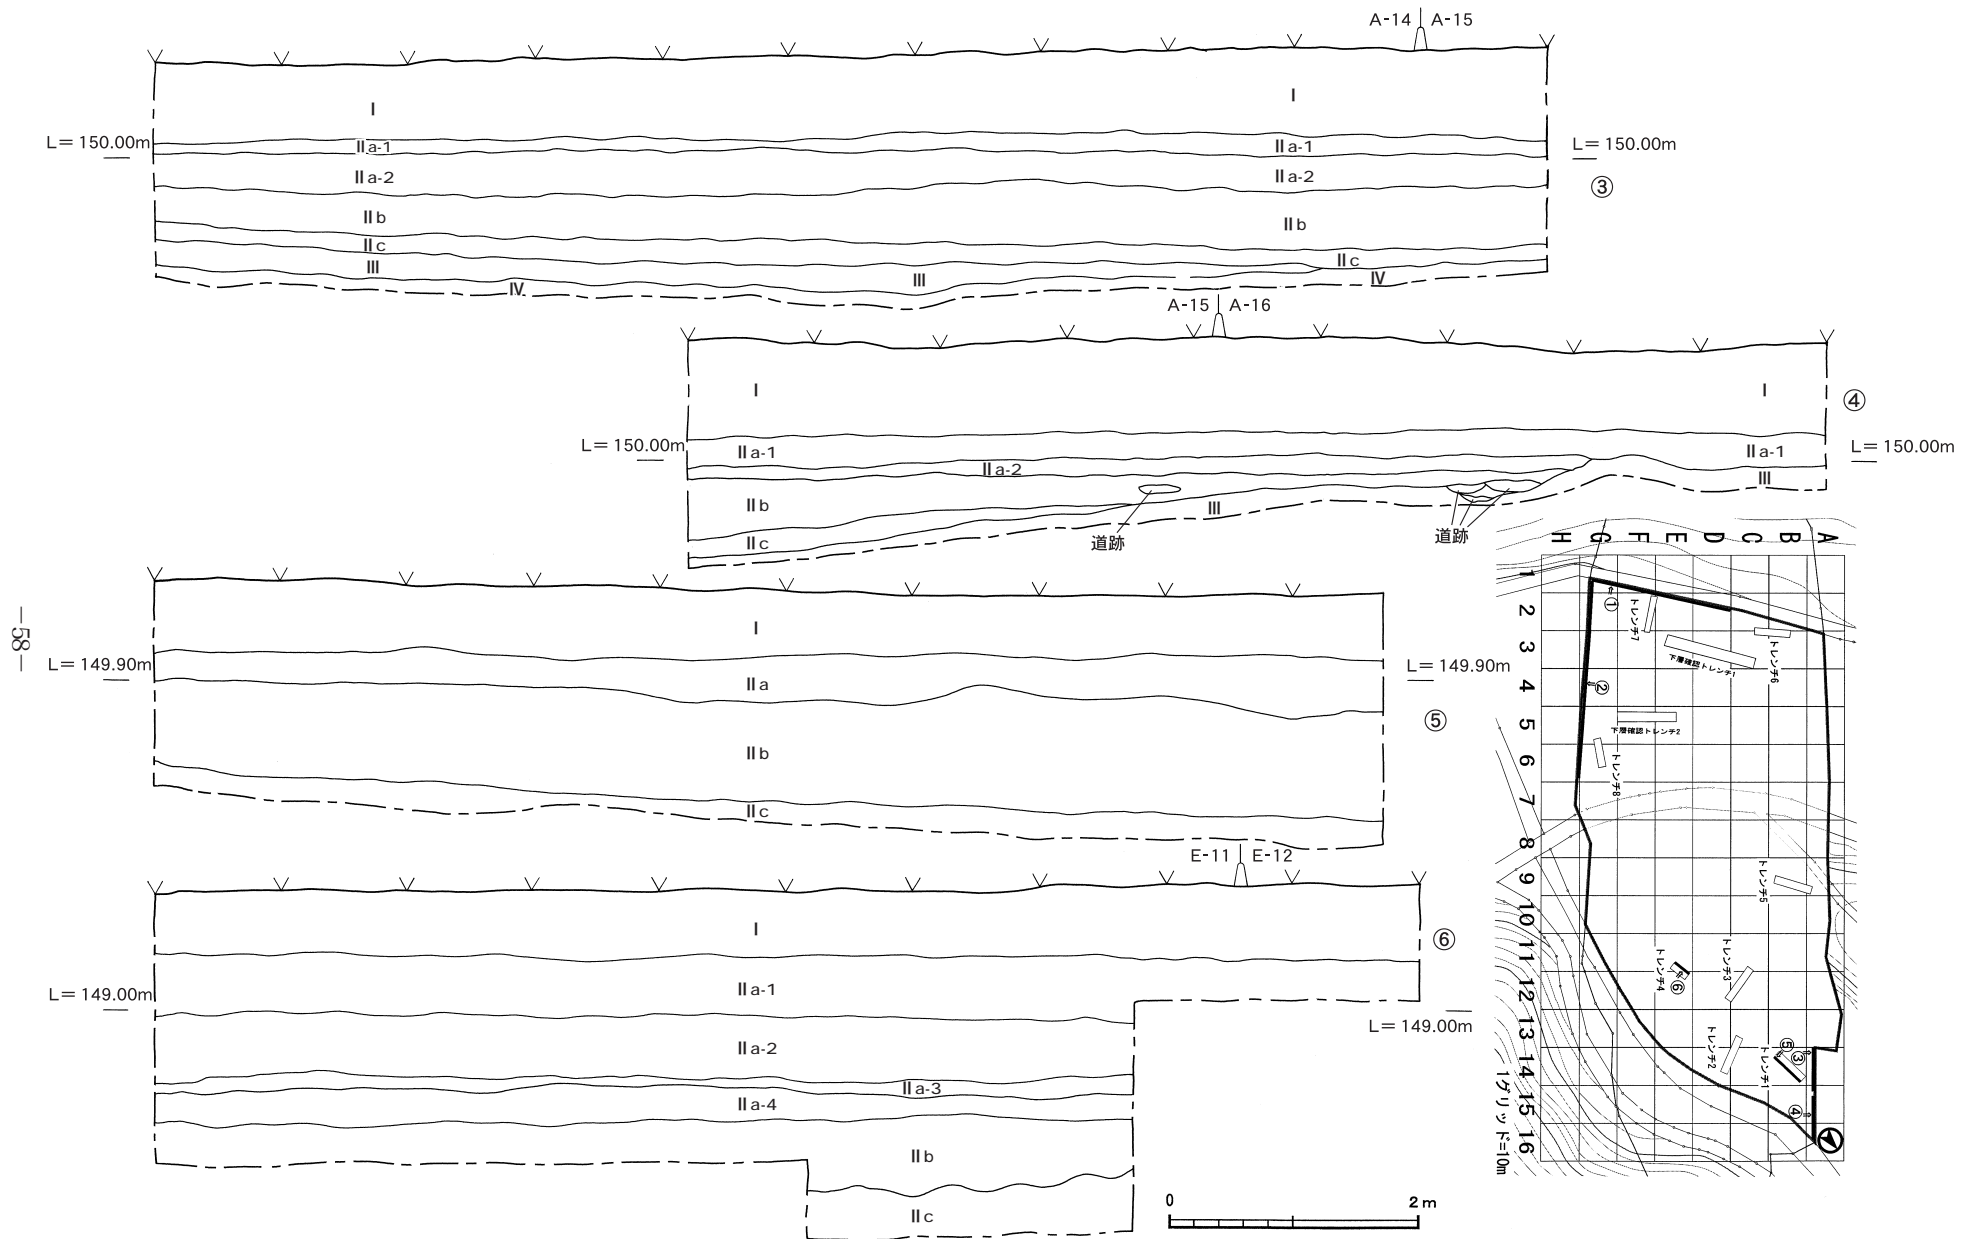 A-14 A-15
I I
L=150.00m IIa-1 IIa-1 L=150.00m
IIa-2 IIa-2 ③
IIb IIb
IIc IIc
III III IV
IV
A-15 A-16
I I ④
L=150.00m IIa-1 IIa-1 L=150.00m
IIa-2 III
IIb III
IIc 道跡 道跡
I
L=149.90m IIa L=149.90m
⑤
IIb
IIc
E-11 E-12
I ⑥
L=149.00m IIa-1
L=149.00m
IIa-2
IIa-3
IIa-4
IIb
IIc
0 2m
H G F E D C B A
1
2
3
4
5
6
7
8
9
10
11
12
13
14
15
16
①
トレンチ7
下層確認トレンチ1
トレンチ6
②
下層確認トレンチ2
トレンチ8
トレンチ5
トレンチ4
⑥
トレンチ3
トレンチ2
トレンチ1
⑤
③
④
1グリッド=10m
—58—